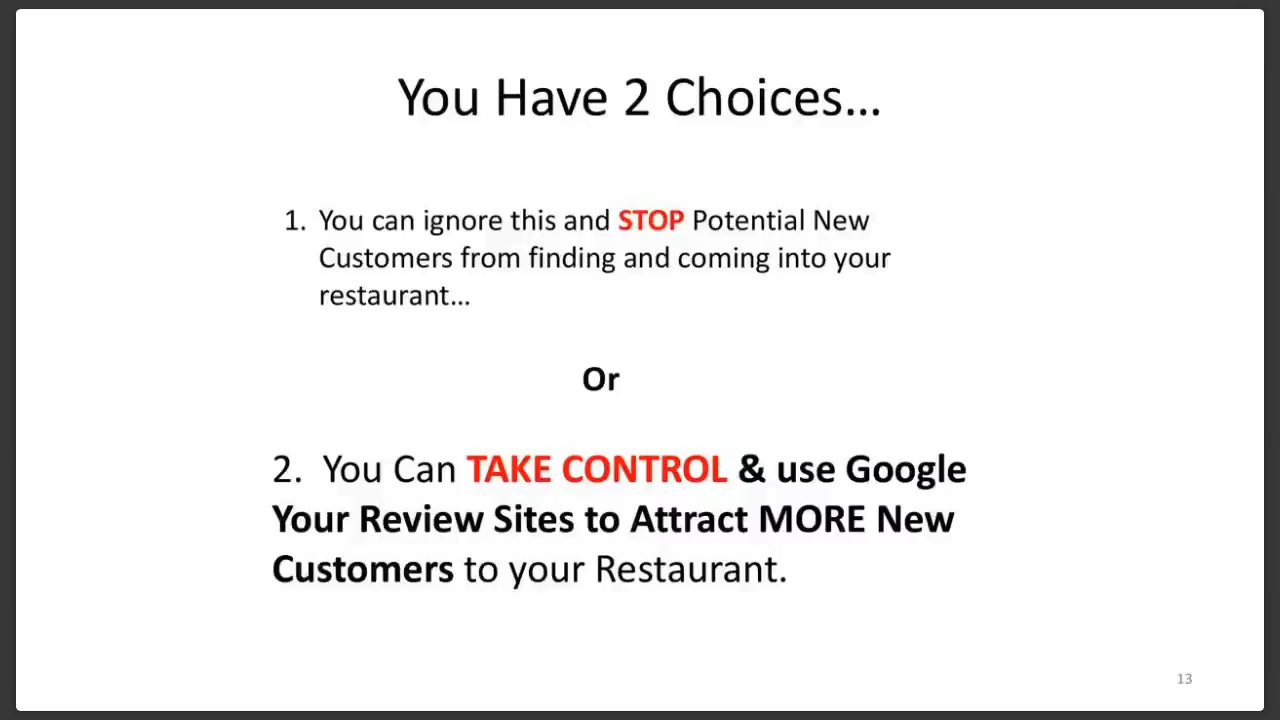 You Have 2 Choices…
1. You can ignore this and STOP Potential New
Customers from finding and coming into your
restaurant…
Or
2. You Can TAKE CONTROL & use Google
Your Review Sites to Attract MORE New
Customers to your Restaurant.
13